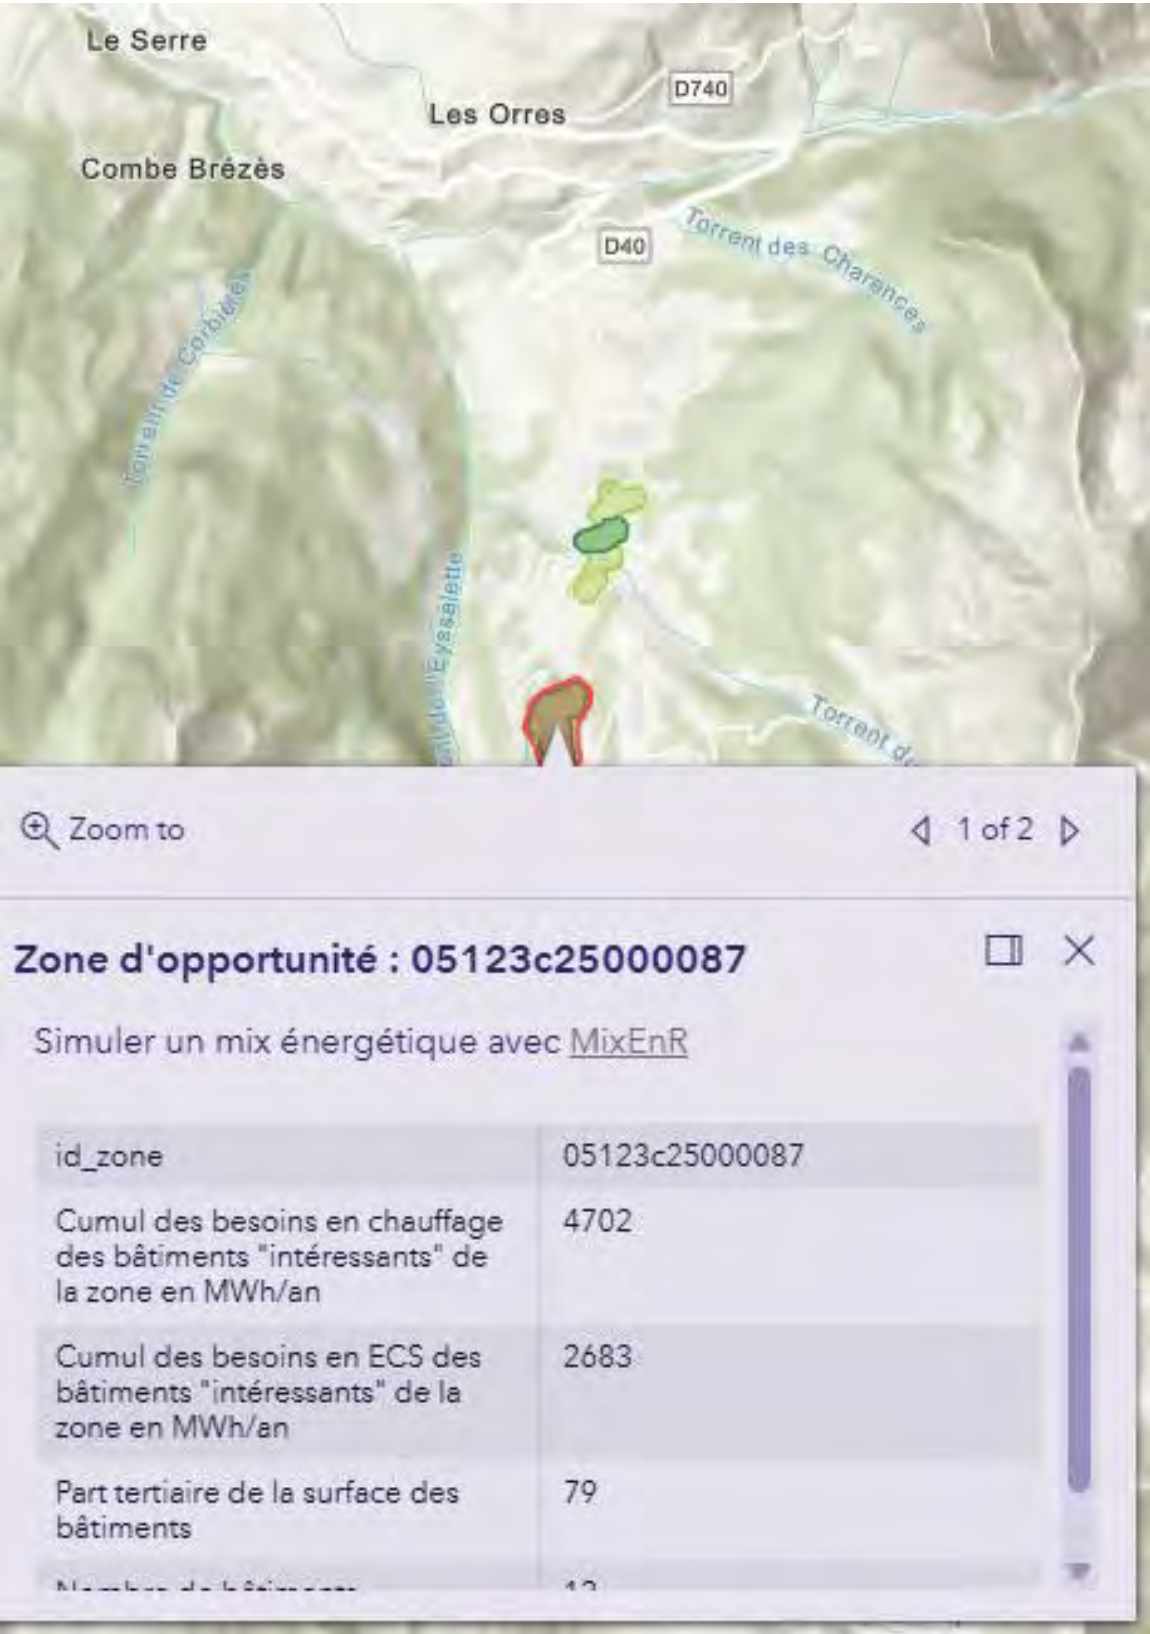 Le Serre
D740
Les Orres
Combe Brézès
D40
Torrent des Charances
Torrent de Corbières
Torrent de
Zoom to
1 of 2
Zone d'opportunité : 05123c25000087
Simuler un mix énergétique avec MixEnR
id_zone 05123c25000087
Cumul des besoins en chauffage 4702
des bâtiments "intéressants" de
la zone en MWh/an
Cumul des besoins en ECS des 2683
bâtiments "intéressants" de la
zone en MWh/an
Part tertiaire de la surface des 79
bâtiments